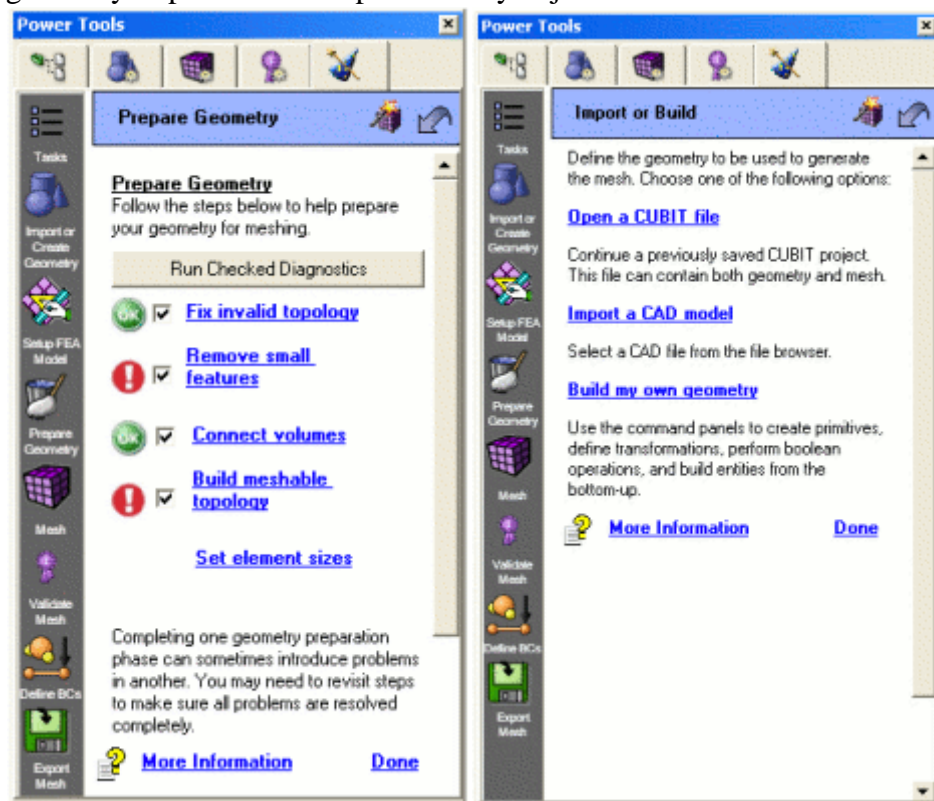 Power Tools
Prepare Geometry
Tasks
Import or
Create
Geometry
Setup FEA
Model
Prepare
Geometry
Mesh
Validate
Mesh
Define BCs
Export
Mesh
Prepare Geometry
Follow the steps below to help prepare
your geometry for meshing.
Run Checked Diagnostics
OK
Fix invalid topology
Remove small
features
OK
Connect volumes
Build meshable
topology
Set element sizes
Completing one geometry preparation
phase can sometimes introduce problems
in another. You may need to revisit steps
to make sure all problems are resolved
completely.
More Information
Done
Power Tools
Import or Build
Tasks
Import or
Create
Geometry
Setup FEA
Model
Prepare
Geometry
Mesh
Validate
Mesh
Define BCs
Export
Mesh
Define the geometry to be used to generate
the mesh. Choose one of the following options:
Open a CUBIT file
Continue a previously saved CUBIT project.
This file can contain both geometry and mesh.
Import a CAD model
Select a CAD file from the file browser.
Build my own geometry
Use the command panels to create primitives,
define transformations, perform boolean
operations, and build entities from the
bottom-up.
More Information
Done